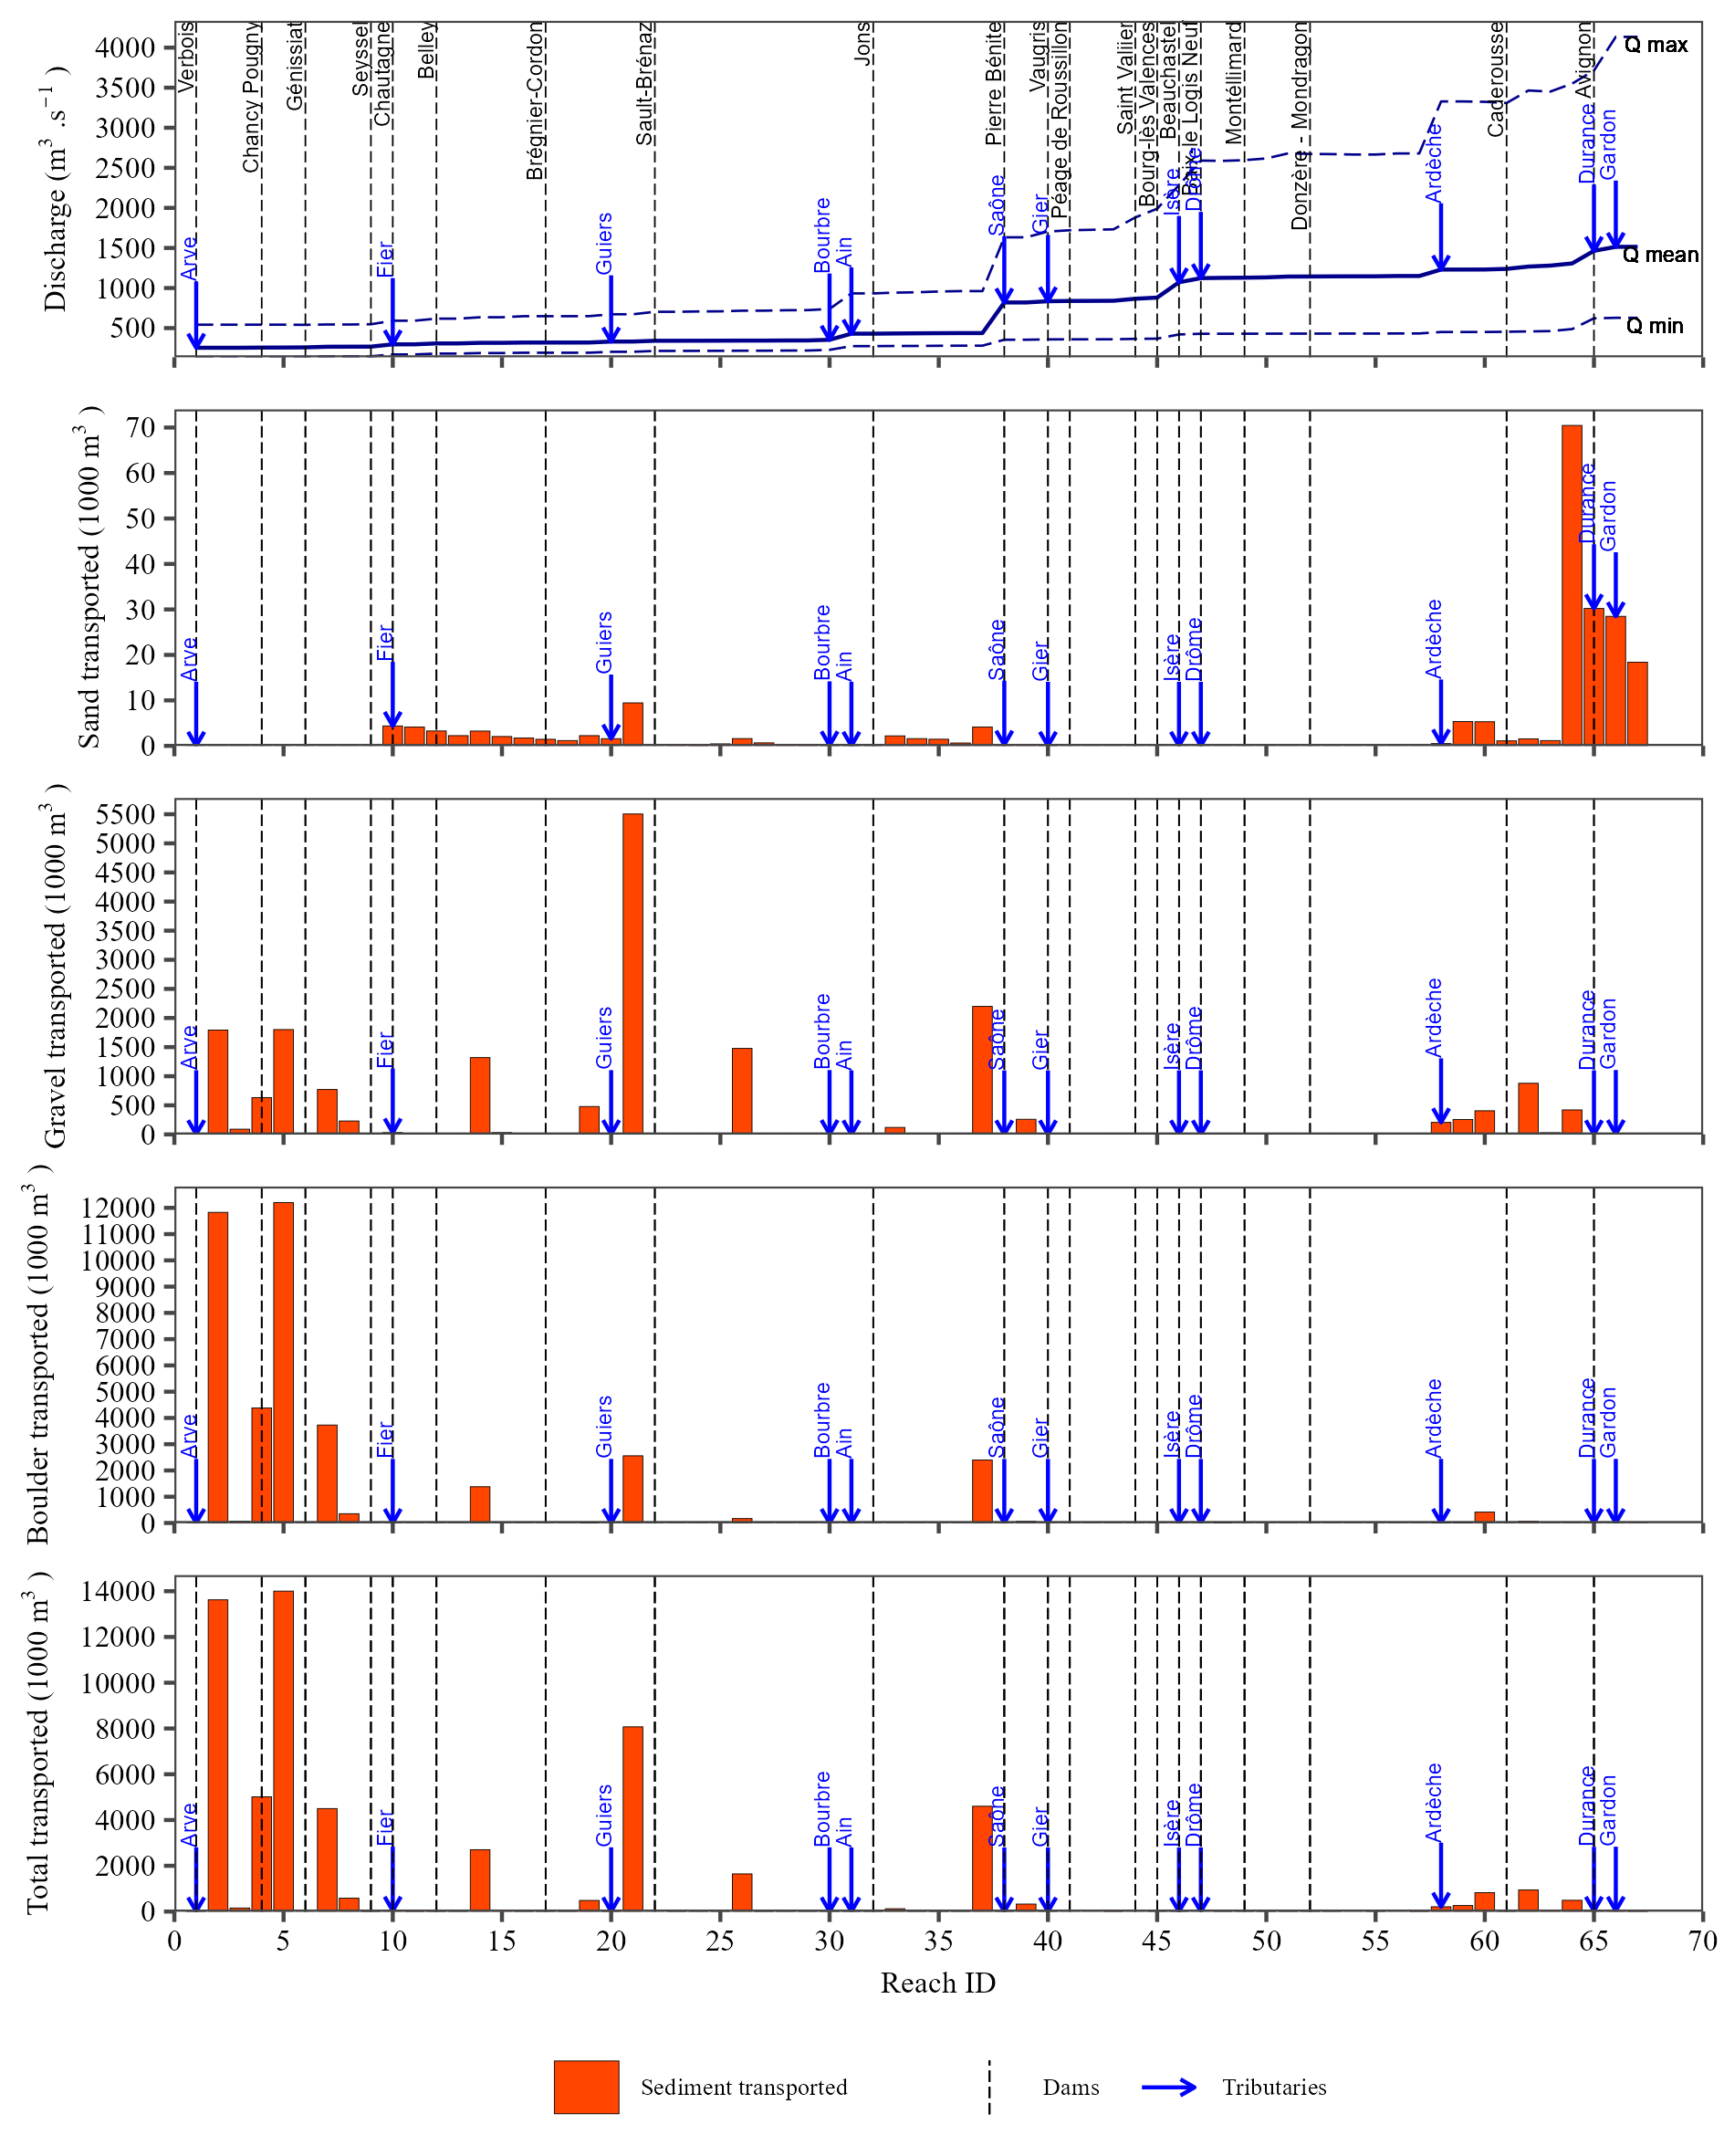 Discharge (m³ .s⁻¹ )
4000
3500
3000
2500
2000
1500
1000
500
Verbois
Chancy Pougny
Génissiat
Seyssel
Chautagne
Belley
Brégnier-Cordon
Sault-Brénaz
Jons
Pierre Bénite
Vaugris
Péage de Roussillon
Saint Vallier
Bourg-lès Valences
Beauchastel
Baix-le Logis Neuf
Montélimard
Donzère - Mondragon
Caderousse
Avignon
Arve
Fier
Guiers
Bourbre
Ain
Saône
Gier
Isère
Drôme
Ardèche
Durance
Gardon
Q max
Q mean
Q min
Sand transported (1000 m³ )
70
60
50
40
30
20
10
0
Arve
Fier
Guiers
Bourbre
Ain
Saône
Gier
Isère
Drôme
Ardèche
Durance
Gardon
Gravel transported (1000 m³ )
5500
5000
4500
4000
3500
3000
2500
2000
1500
1000
500
0
Arve
Fier
Guiers
Bourbre
Ain
Saône
Gier
Isère
Drôme
Ardèche
Durance
Gardon
Boulder transported (1000 m³ )
12000
11000
10000
9000
8000
7000
6000
5000
4000
3000
2000
1000
0
Arve
Fier
Guiers
Bourbre
Ain
Saône
Gier
Isère
Drôme
Ardèche
Durance
Gardon
Total transported (1000 m³ )
14000
12000
10000
8000
6000
4000
2000
0
Arve
Fier
Guiers
Bourbre
Ain
Saône
Gier
Isère
Drôme
Ardèche
Durance
Gardon
0 5 10 15 20 25 30 35 40 45 50 55 60 65 70
Reach ID
Sediment transported Dams Tributaries